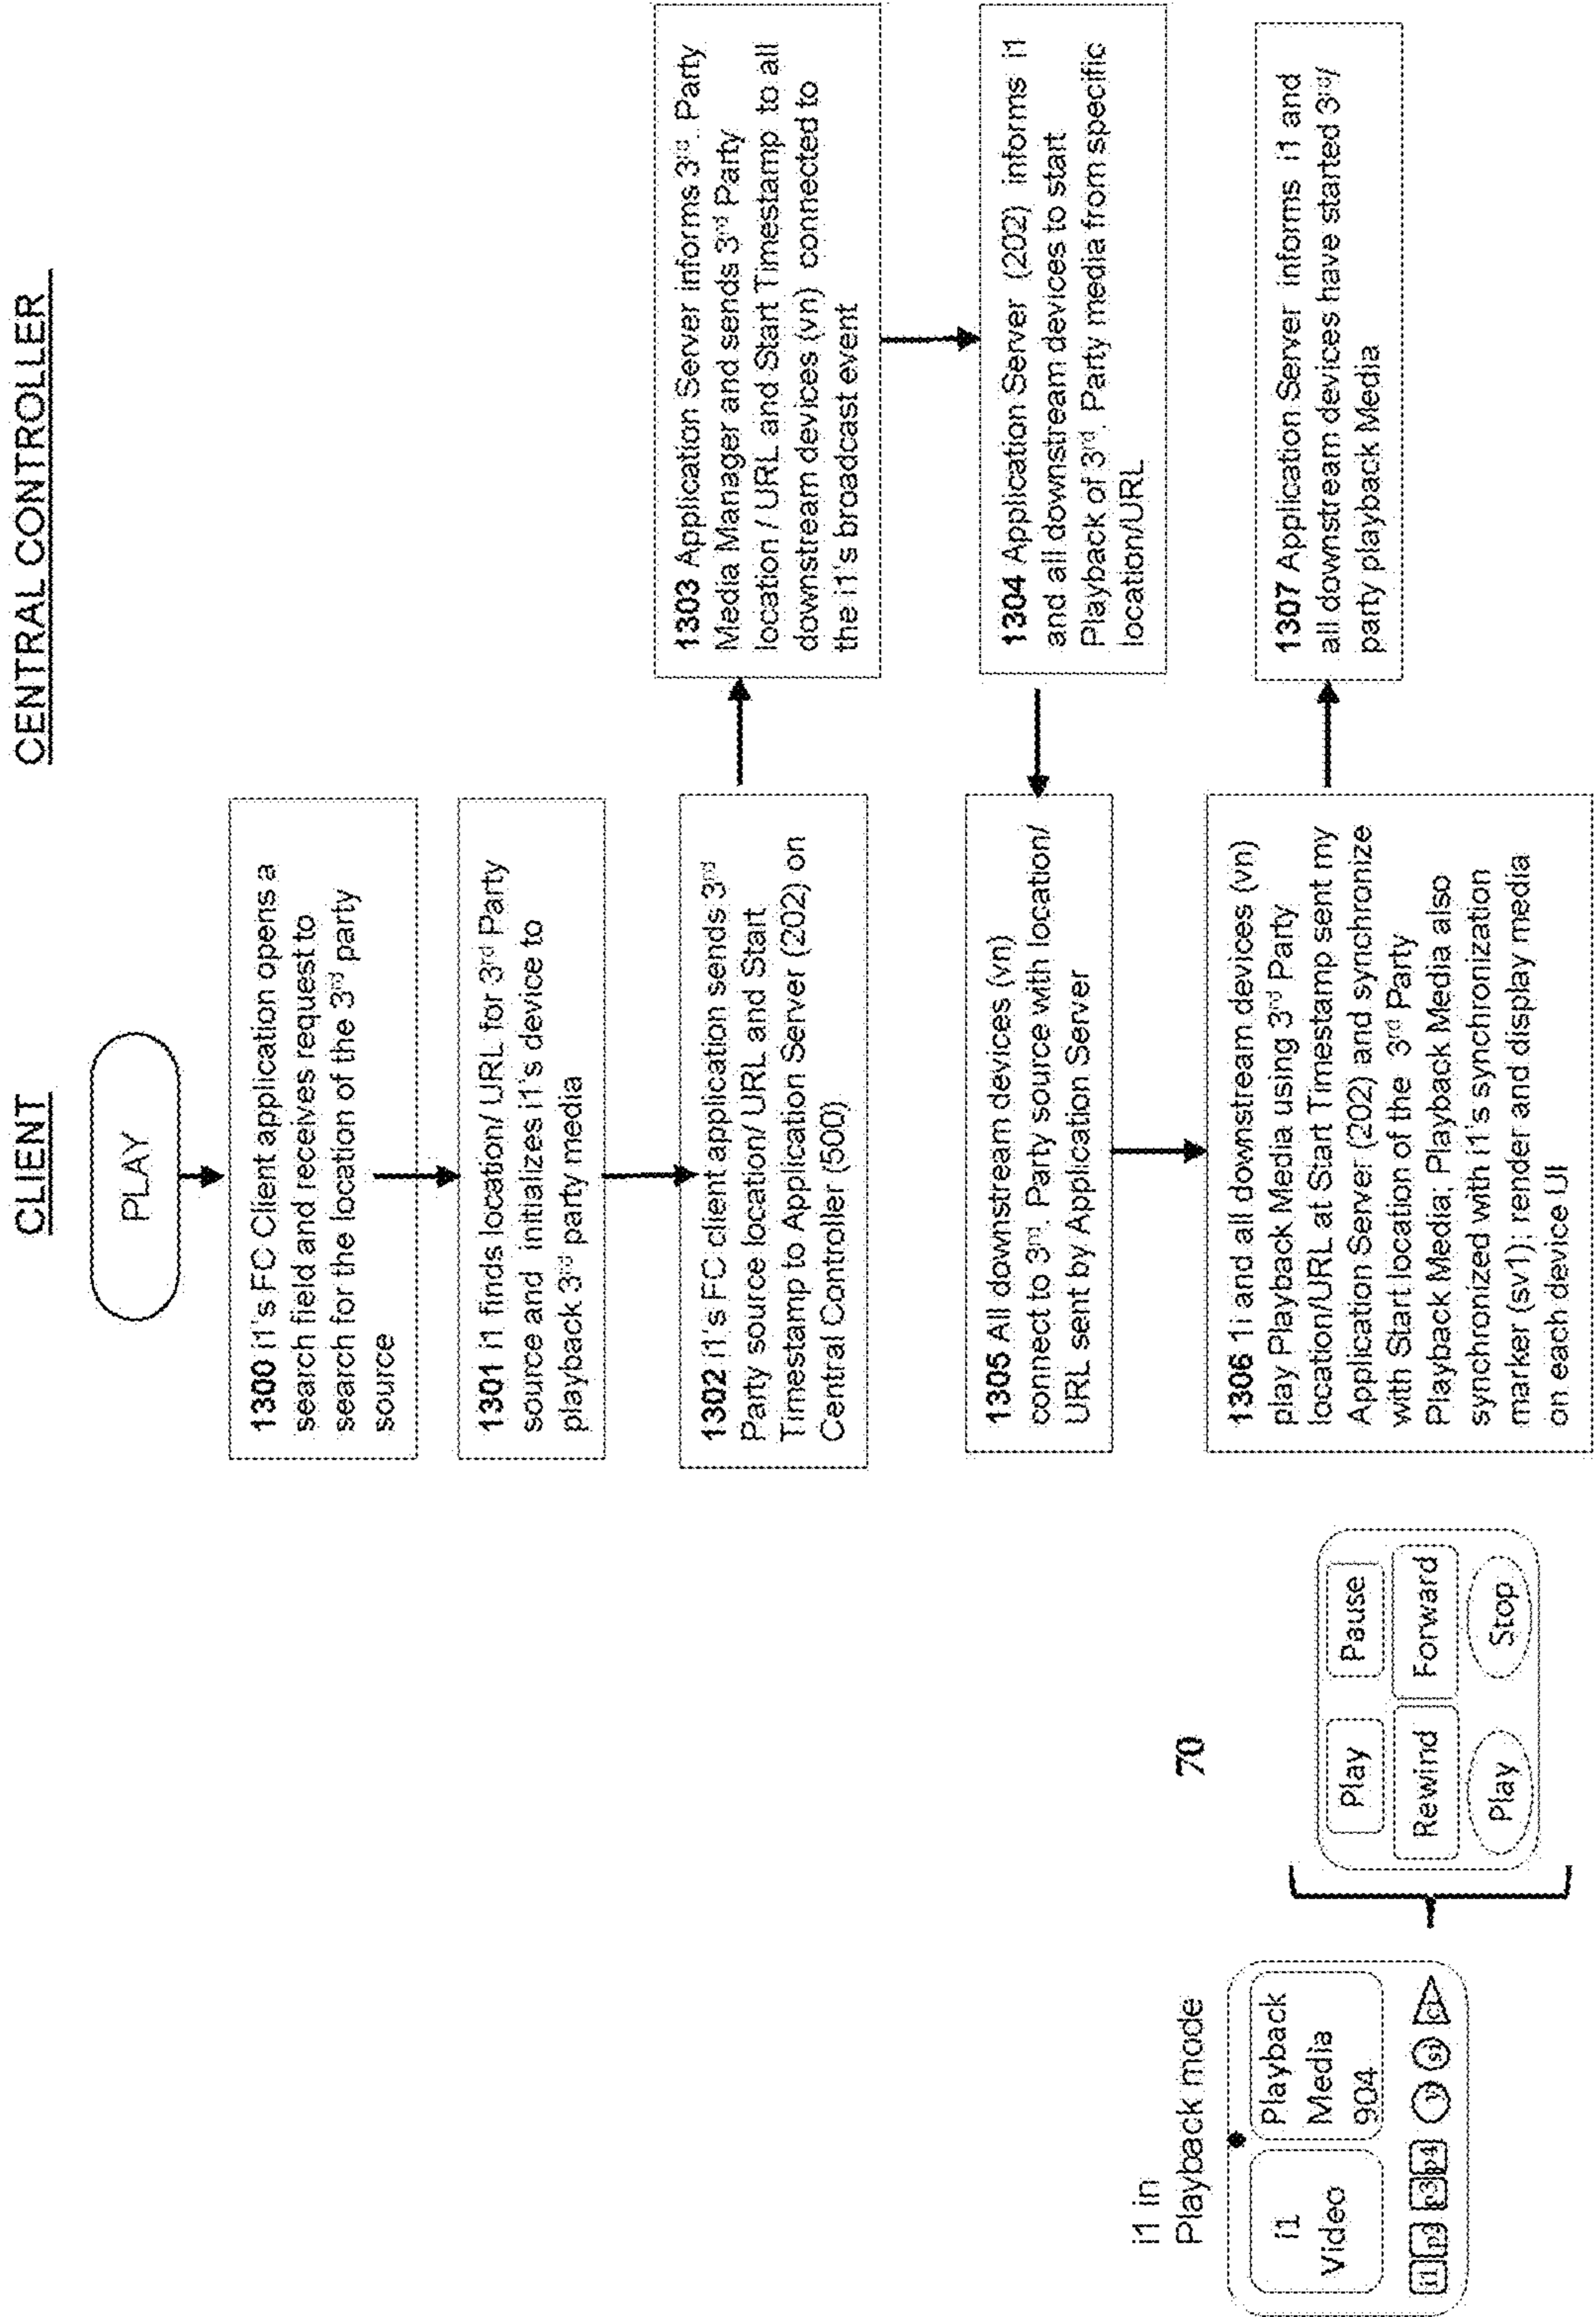 CLIENT
CENTRAL CONTROLLER
PLAY
1300 i1's FC Client application opens a
search field and receives request to
search for the location of the 3rd party
source
1301 i1 finds location/ URL for 3rd Party
source and initializes i1's device to
playback 3rd party media
1302 i1's FC client application sends 3rd
Party source location/ URL and Start
Timestamp to Application Server (202) on
Central Controller (500)
1303 Application Server informs 3rd. Party
Media Manager and sends 3rd Party
location / URL and Start Timestamp to all
downstream devices (vn) connected to
the i1's broadcast event
1304 Application Server (202) informs i1
and all downstream devices to start
Playback of 3rd. Party media from specific
location/URL
1305 All downstream devices (vn)
connect to 3rd. Party source with location/
URL sent by Application Server
1306 1i and all downstream devices (vn)
play Playback Media using 3rd Party
location/URL at Start Timestamp sent my
Application Server (202) and synchronize
with Start location of the 3rd Party
Playback Media; Playback Media also
synchronized with i1's synchronization
marker (sv1); render and display media
on each device UI
1307 Application Server informs i1 and
all downstream devices have started 3rd/
party playback Media
i1 in
Playback mode
i1
Video
Playback
Media
904
i1 p2 p3 p4 si
70
Play Pause
Rewind Forward
Play Stop